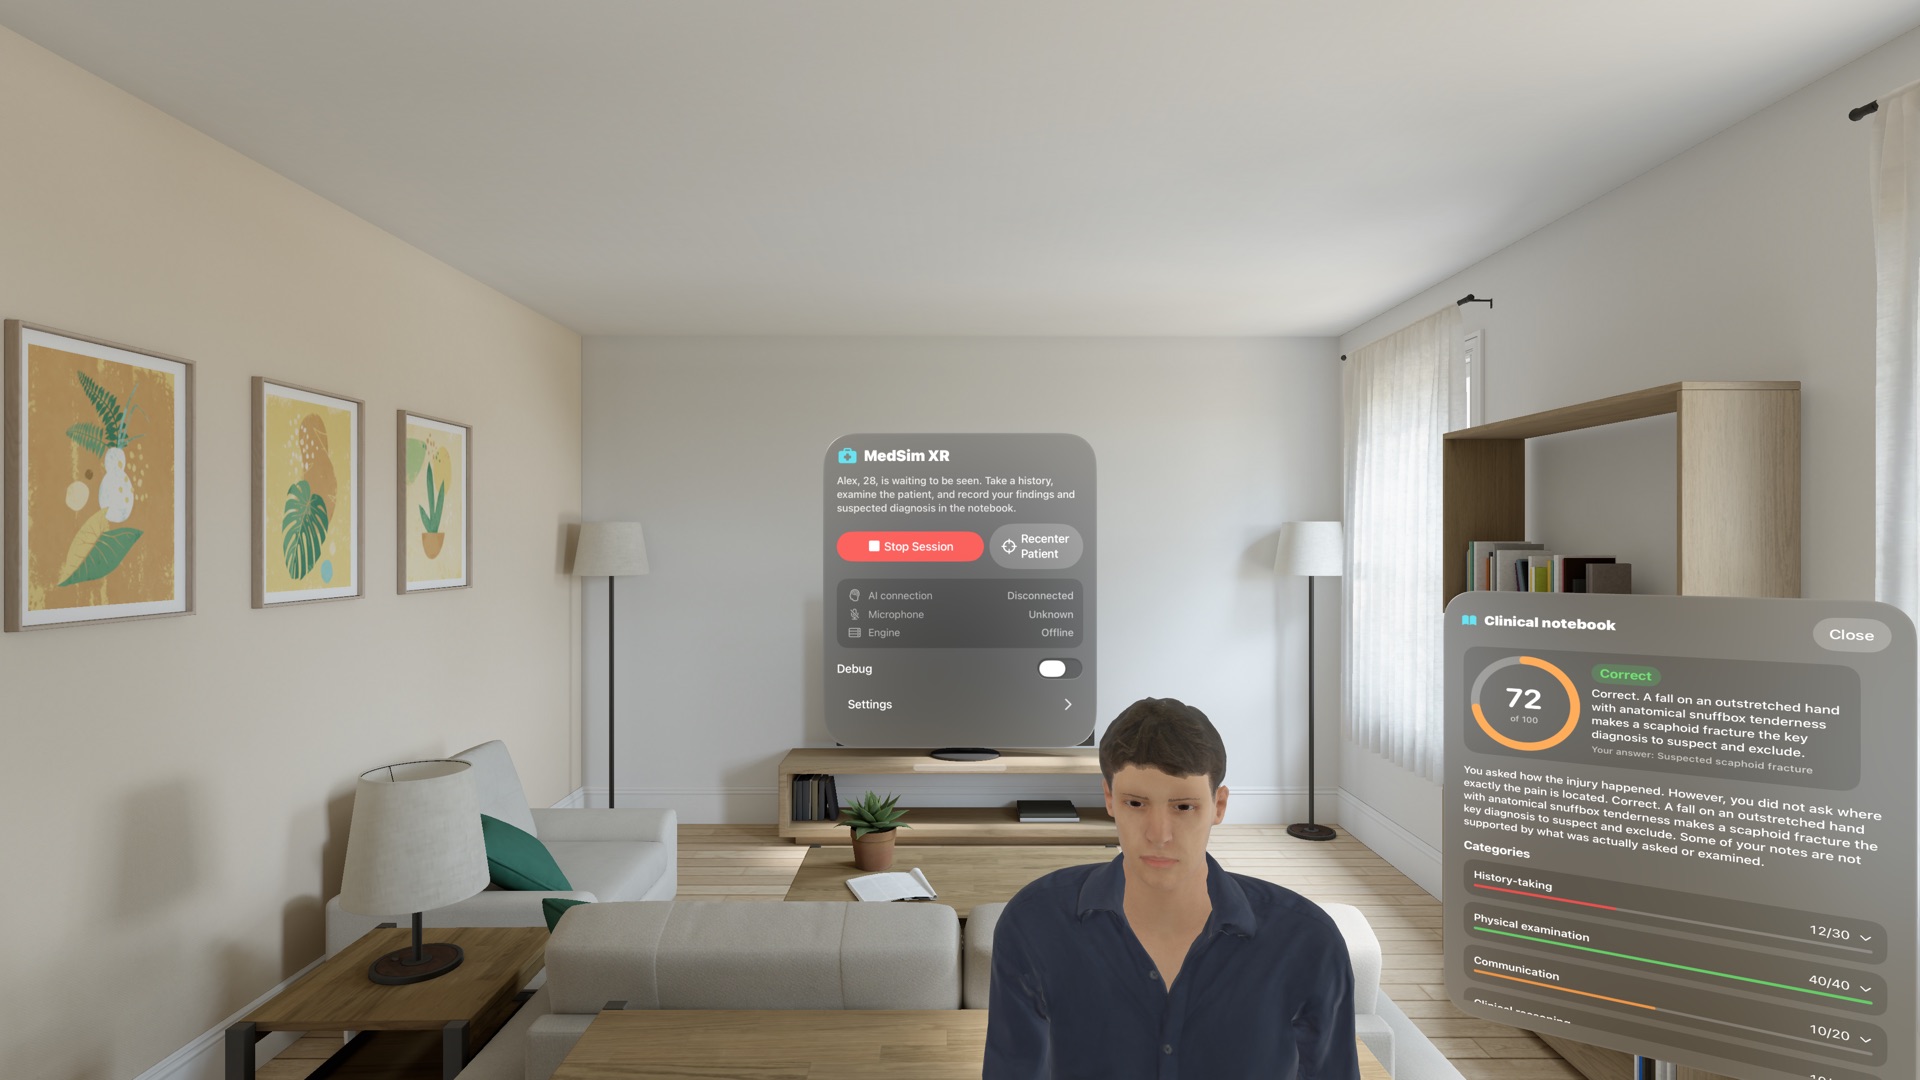 MedSim XR
Alex, 28, is waiting to be seen. Take a history,
examine the patient, and record your findings and
suspected diagnosis in the notebook.
Stop Session
Recenter
Patient
AI connection Disconnected
Microphone Unknown
Engine Offline
Debug
Settings
Clinical notebook
Close
72
of 100
Correct
Correct. A fall on an outstretched hand
with anatomical snuffbox tenderness
makes a scaphoid fracture the key
diagnosis to suspect and exclude.
Your answer: Suspected scaphoid fracture
You asked how the injury happened. However, you did not ask where
exactly the pain is located. Correct. A fall on an outstretched hand
with anatomical snuffbox tenderness makes a scaphoid fracture the
key diagnosis to suspect and exclude. Some of your notes are not
supported by what was actually asked or examined.
Categories
History-taking 12/30
Physical examination 40/40
Communication 10/20
Clinical reasoning